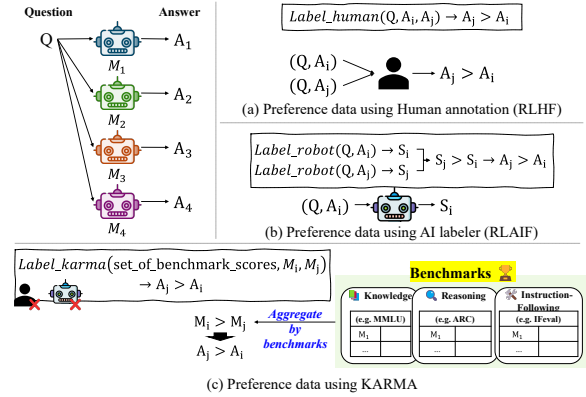 Question
Answer
Q
M₁
A₁
M₂
A₂
M₃
A₃
M₄
A₄
Label_human(Q, Aᵢ, Aⱼ) → Aⱼ > Aᵢ
(Q, Aᵢ)
(Q, Aⱼ)
Aⱼ > Aᵢ
(a) Preference data using Human annotation (RLHF)
Label_robot(Q, Aᵢ) → Sᵢ
Label_robot(Q, Aⱼ) → Sⱼ
Sⱼ > Sᵢ → Aⱼ > Aᵢ
(Q, Aᵢ)
Sᵢ
(b) Preference data using AI labeler (RLAIF)
Label_karma(set_of_benchmark_scores, Mᵢ, Mⱼ)
→ Aⱼ > Aᵢ
Mᵢ > Mⱼ
Aⱼ > Aᵢ
Aggregate
by
benchmarks
Benchmarks
Knowledge
(e.g. MMLU)
M₁
...
Reasoning
(e.g. ARC)
M₁
...
Instruction-
Following
(e.g. IFeval)
M₁
...
(c) Preference data using KARMA